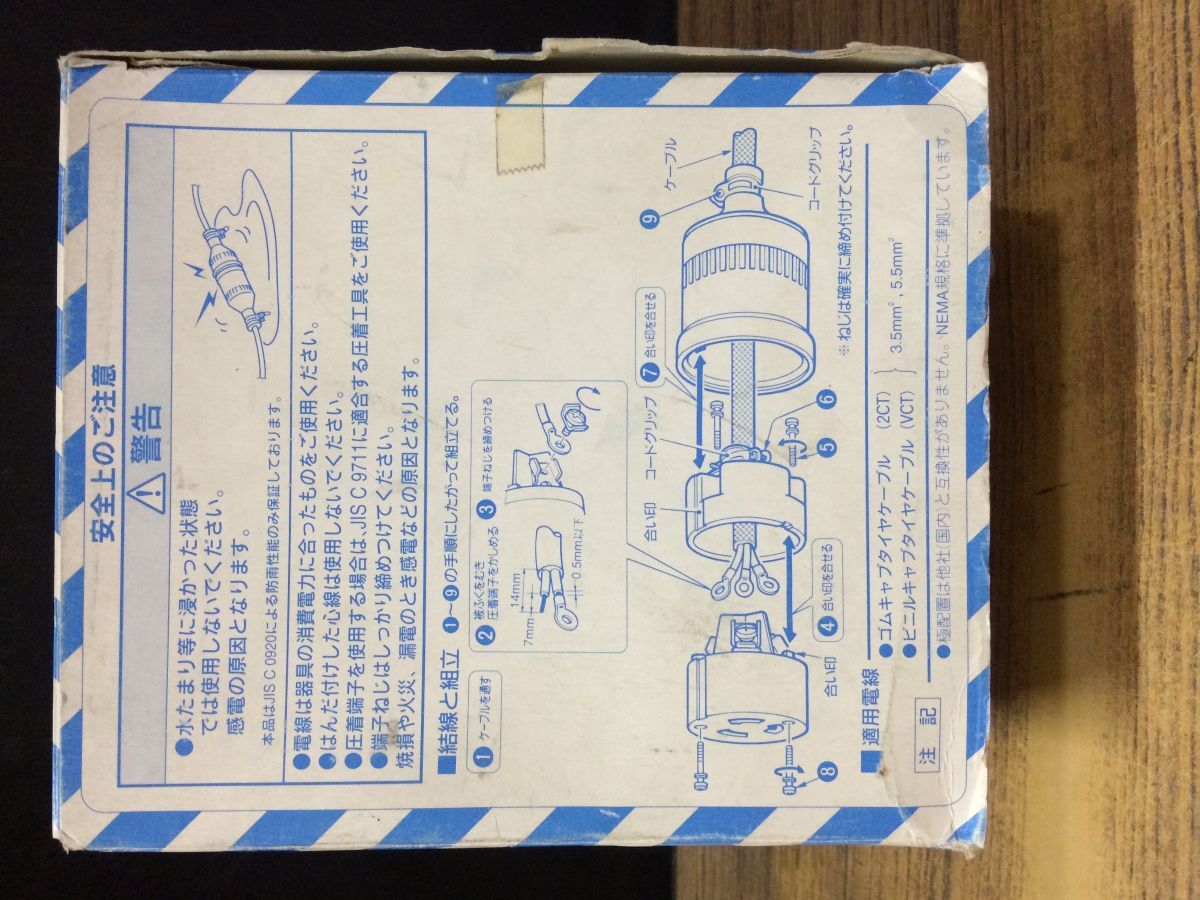 安全上のご注意
警告
●水たまり等に浸かった状態
では使用しないでください。
感電の原因となります。
本品はJIS C 0920による防雨性能のみ保証しております。
●電線は器具の消費電力に合ったものをご使用ください。
●はんだ付けした心線は使用しないでください。
●圧着端子を使用する場合は、JIS C 9711に適合する圧着工具をご使用ください。
●端子ねじはしっかり締めつけてください。
焼損や火災、漏電のとき感電などの原因となります。
■結線と組立 ❶〜❾の手順にしたがって組立てる。
❶ ケーブルを通す
❷ 被ふくをむき
圧着端子をかしめる
❸ 端子ねじを締めつける
14mm
7mm
0.5mm以下
❹ 合い印を合せる
合い印
合い印
コードグリップ
❺
❻
❼ 合い印を合せる
❽
❾
ケーブル
コードグリップ
※ねじは確実に締め付けてください。
■適用電線
●ゴムキャブタイヤケーブル (2CT)
●ビニルキャブタイヤケーブル (VCT)
3.5mm², 5.5mm²
注記
●極配置は他社(国内)と互換性がありません。NEMA規格に準拠しています。